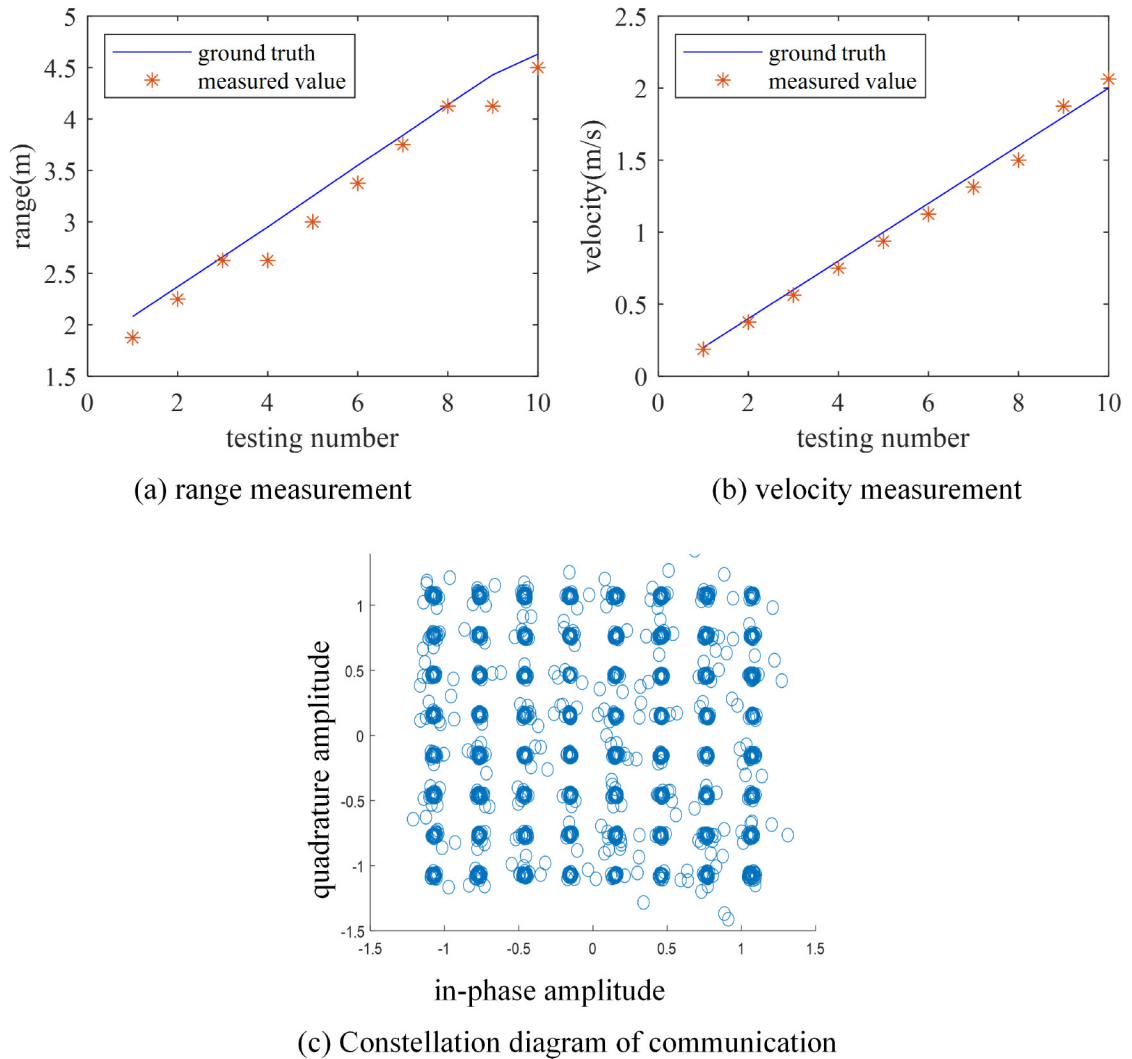 5
4.5
4
3.5
3
2.5
2
1.5
range(m)
ground truth
measured value
0 2 4 6 8 10
testing number
(a) range measurement
2.5
2
1.5
1
0.5
0
velocity(m/s)
ground truth
measured value
0 2 4 6 8 10
testing number
(b) velocity measurement
1
0.5
0
-0.5
-1
-1.5
quadrature amplitude
-1.5 -1 -0.5 0 0.5 1 1.5
in-phase amplitude
(c) Constellation diagram of communication